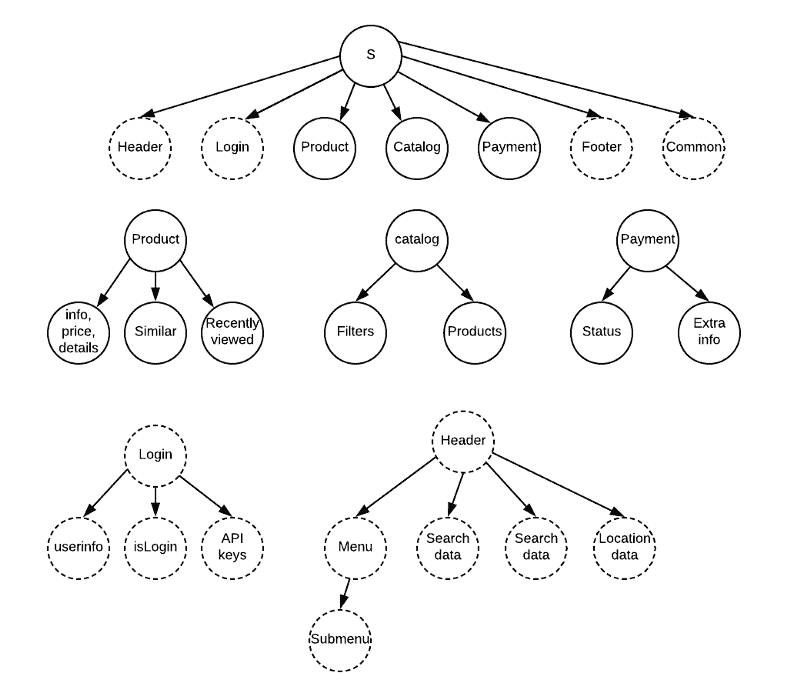 S
Header
Login
Product
Catalog
Payment
Footer
Common
Product
catalog
Payment
info,
price,
details
Similar
Recently
viewed
Filters
Products
Status
Extra
info
Login
Header
userinfo
isLogin
API
keys
Menu
Search
data
Search
data
Location
data
Submenu